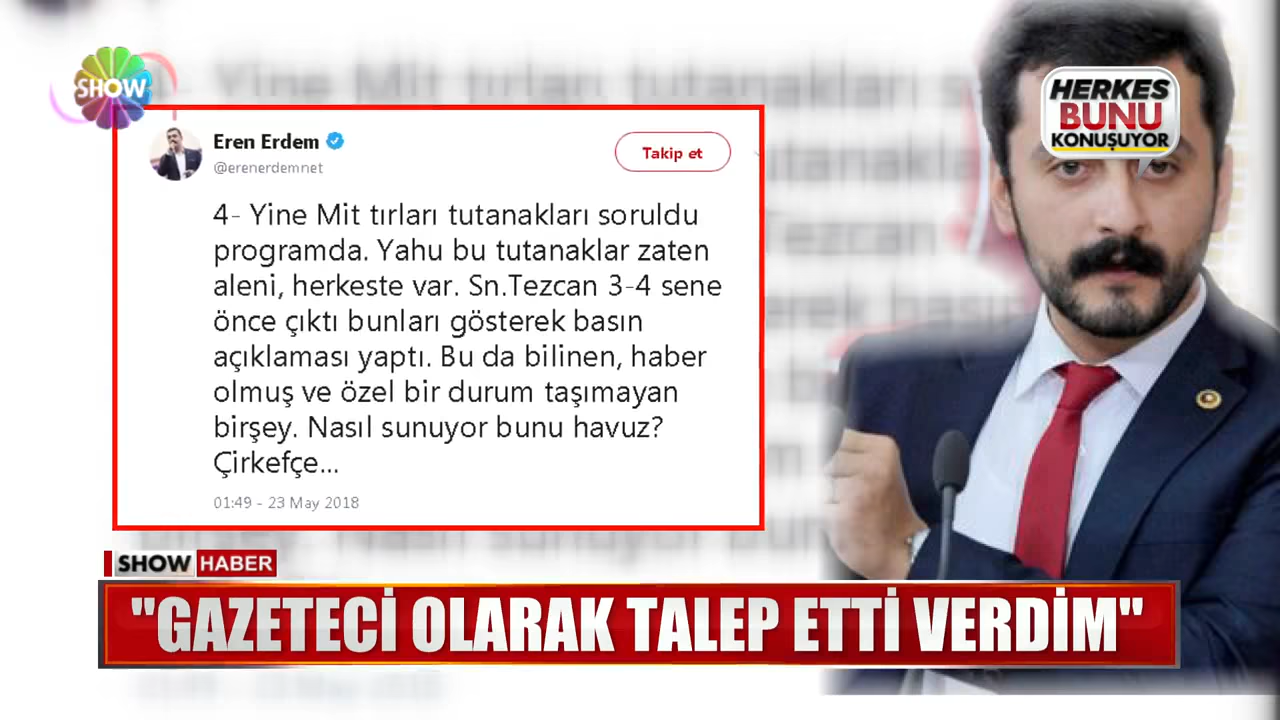 SHOW
HERKES
BUNU
KONUŞUYOR
Eren Erdem
@erenerdemnet
Takip et
4- Yine Mit tırları tutanakları soruldu
programda. Yahu bu tutanaklar zaten
aleni, herkeste var. Sn.Tezcan 3-4 sene
önce çıktı bunları gösterek basın
açıklaması yaptı. Bu da bilinen, haber
olmuş ve özel bir durum taşımayan
birşey. Nasıl sunuyor bunu havuz?
Çirkefçe...
01:49 - 23 May 2018
SHOW HABER
"GAZETECİ OLARAK TALEP ETTİ VERDİM"